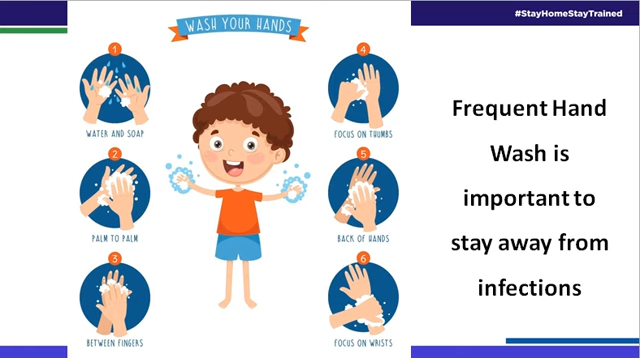 #StayHomeStayTrained
WASH YOUR HANDS
1
WATER AND SOAP
2
PALM TO PALM
3
BETWEEN FINGERS
4
FOCUS ON THUMBS
5
BACK OF HANDS
6
FOCUS ON WRISTS
Frequent Hand
Wash is
important to
stay away from
infections